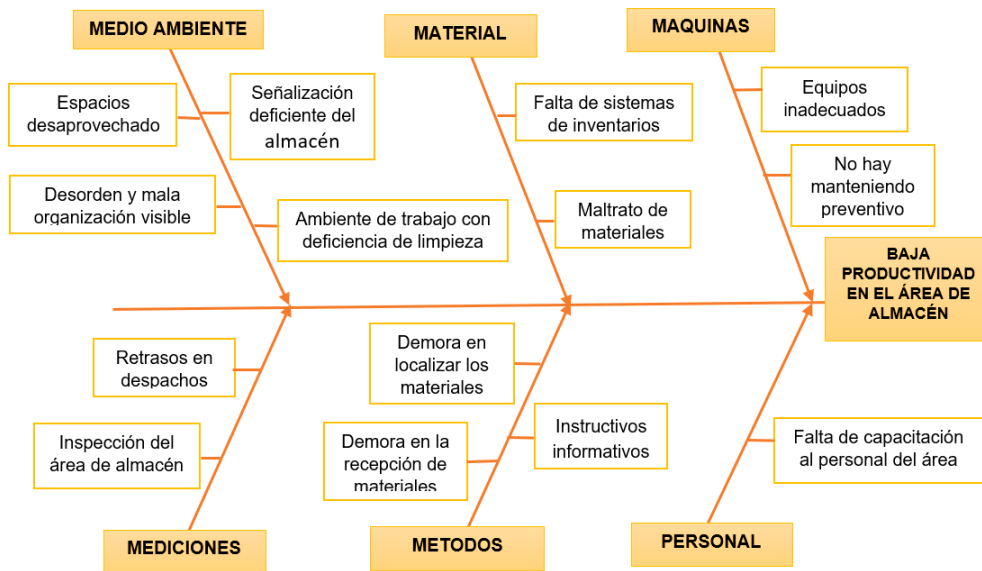 MEDIO AMBIENTE
MATERIAL
MAQUINAS
Espacios
desaprovechado
Señalización
deficiente del
almacén
Desorden y mala
organización visible
Ambiente de trabajo con
deficiencia de limpieza
Falta de sistemas
de inventarios
Maltrato de
materiales
Equipos
inadecuados
No hay
manteniendo
preventivo
BAJA
PRODUCTIVIDAD
EN EL ÁREA DE
ALMACÉN
Retrasos en
despachos
Inspección del
área de almacén
Demora en
localizar los
materiales
Demora en la
recepción de
materiales
Instructivos
informativos
Falta de capacitación
al personal del área
MEDICIONES
METODOS
PERSONAL